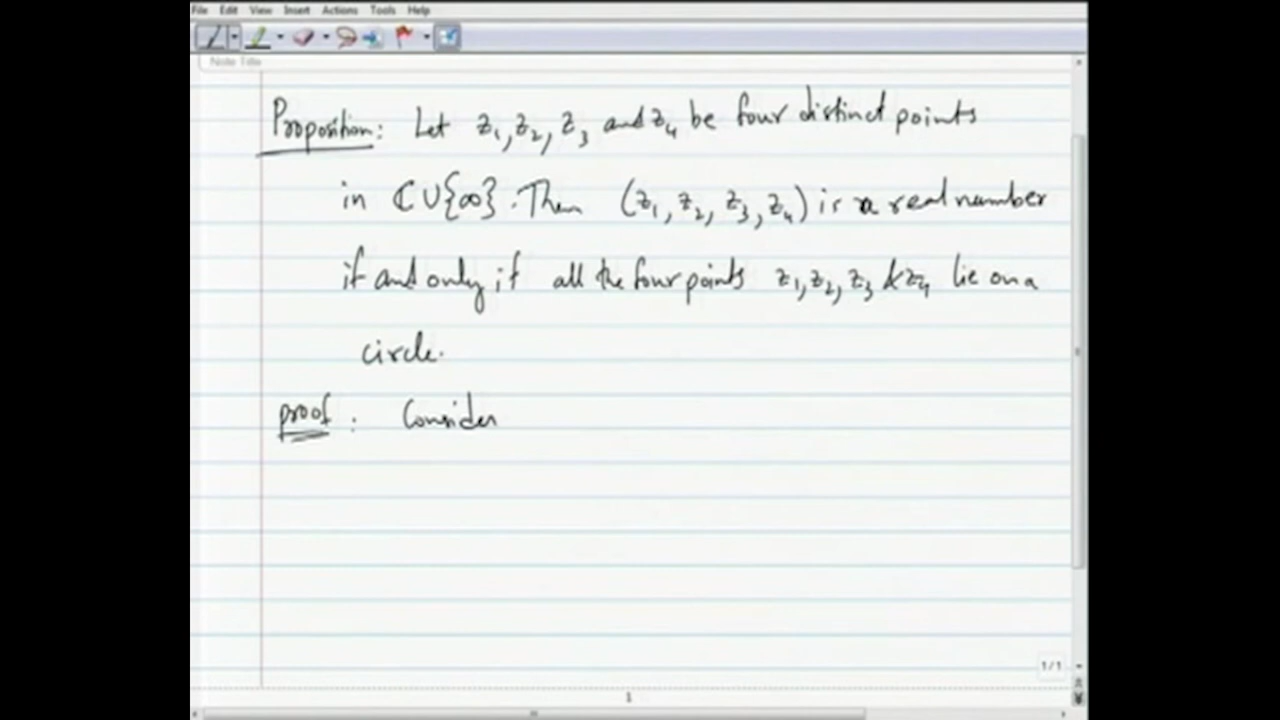 File Edit View Insert Actions Tools Help
Note Title
Proposition: Let z₁, z₂, z₃ and z₄ be four distinct points
in ℂ∪{∞}. Then (z₁, z₂, z₃, z₄) is a real number
if and only if all the four points z₁, z₂, z₃ & z₄ lie on a
circle.
proof: Consider
1/1
1